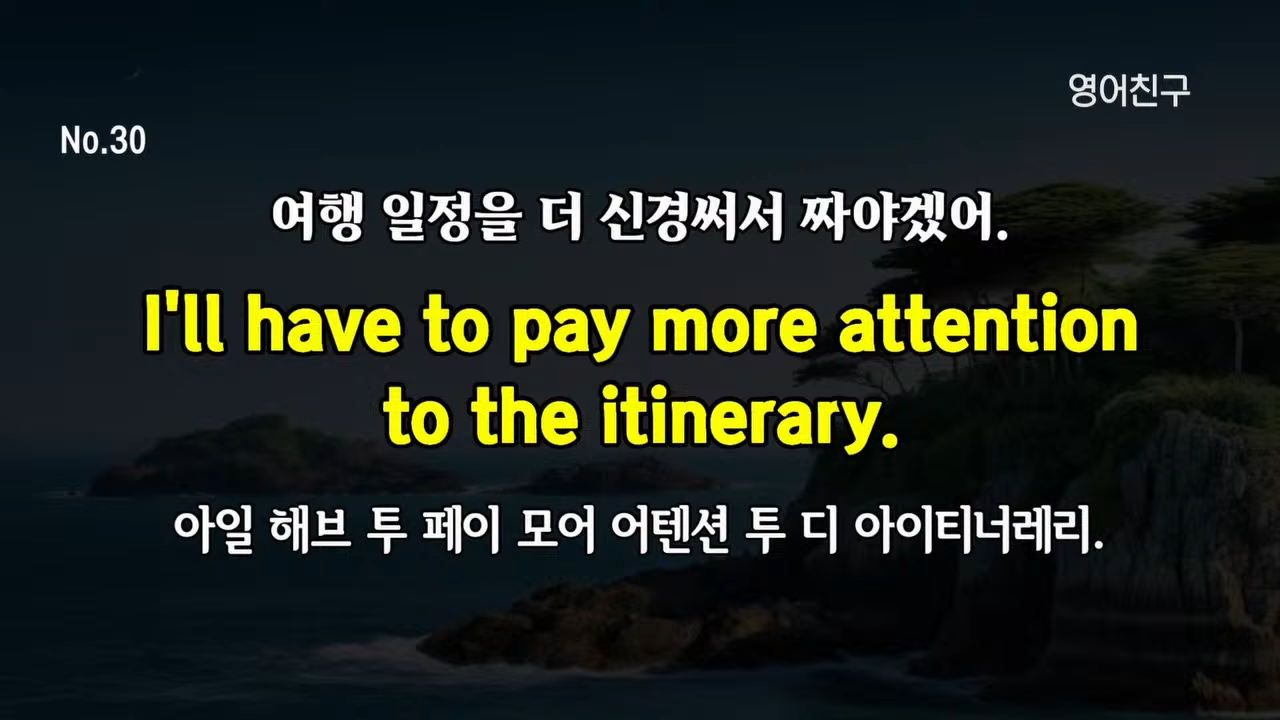 영어친구
No.30
여행 일정을 더 신경써서 짜야겠어.
I'll have to pay more attention
to the itinerary.
아일 해브 투 페이 모어 어텐션 투 디 아이티너레리.